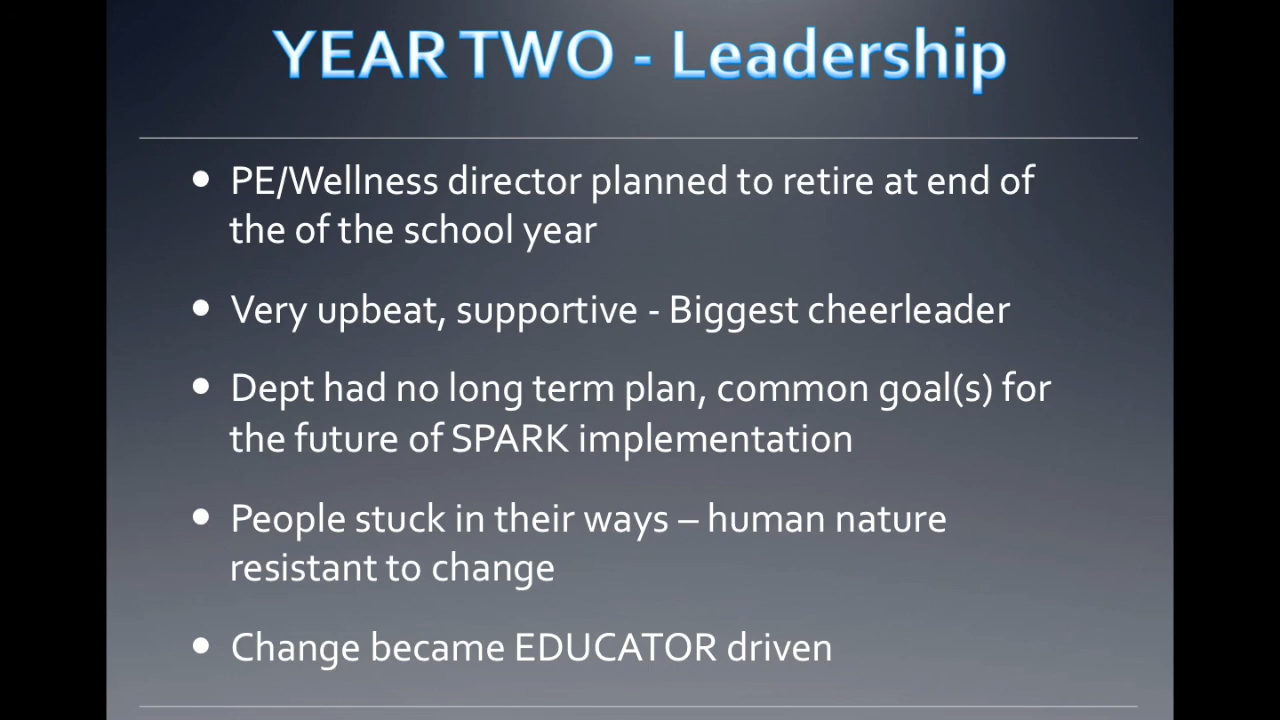 YEAR TWO - Leadership
• PE/Wellness director planned to retire at end of
the of the school year
• Very upbeat, supportive - Biggest cheerleader
• Dept had no long term plan, common goal(s) for
the future of SPARK implementation
• People stuck in their ways – human nature
resistant to change
• Change became EDUCATOR driven